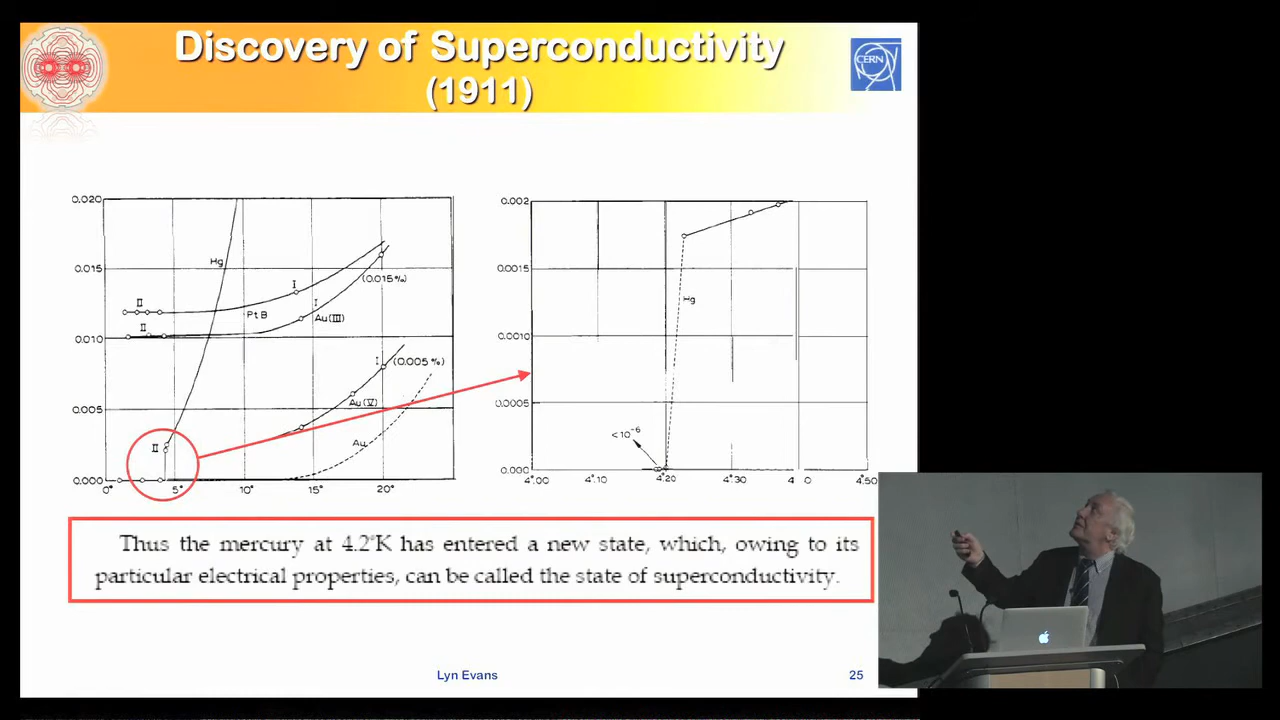 Discovery of Superconductivity
(1911)
CERN
0.020
0.015
0.010
0.005
0.000
0°
5°
10°
15°
20°
Hg
II
I
(0.015%)
I
Pt B
Au(III)
II
I
(0.005%)
Au(V)
Au
II
0.002
0.0015
0.0010
0.0005
0.000
Hg
<10⁻⁶
4°.00
4°.10
4°.20
4°.30
4 0
4°.50
Thus the mercury at 4.2°K has entered a new state, which, owing to its
particular electrical properties, can be called the state of superconductivity.
Lyn Evans
25